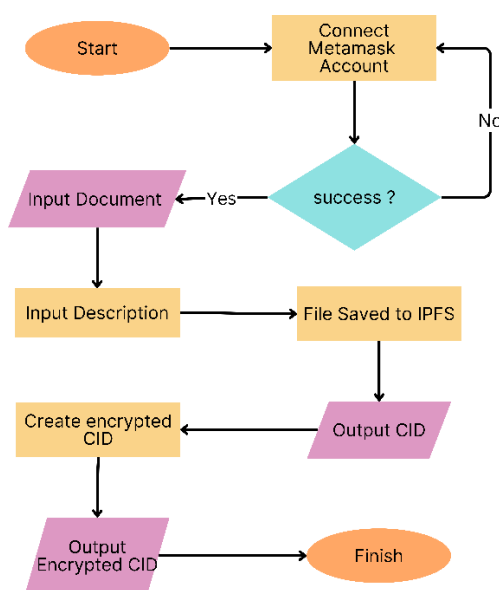 Start
Connect
Metamask
Account
No
success ?
Yes
Input Document
Input Description
File Saved to IPFS
Output CID
Create encrypted
CID
Output
Encrypted CID
Finish